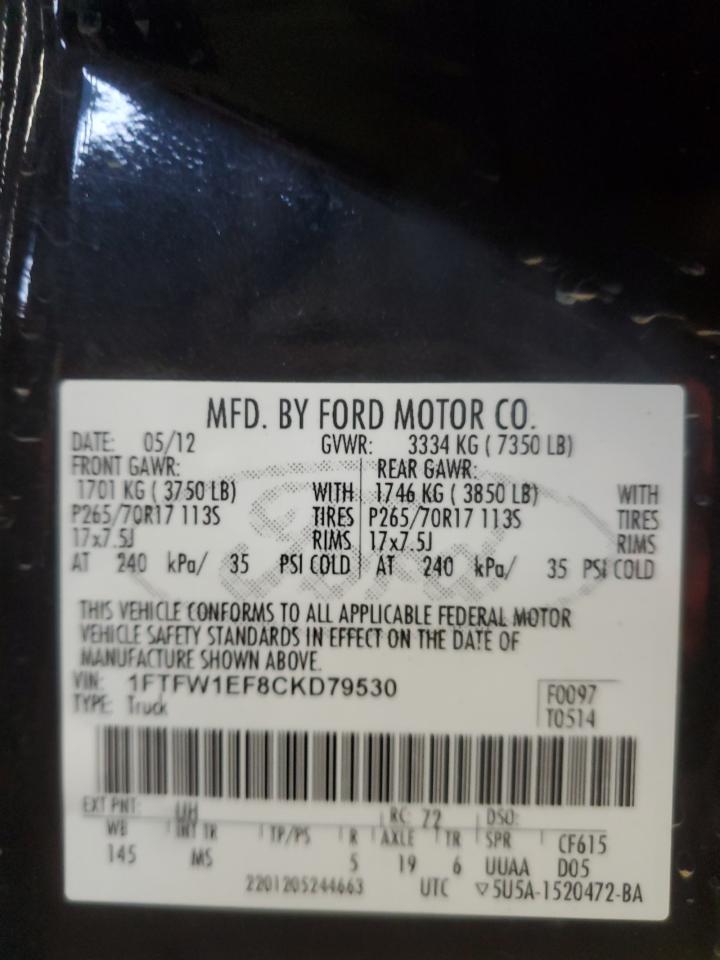 MFD. BY FORD MOTOR CO.
DATE: 05/12 GVWR: 3334 KG ( 7350 LB)
FRONT GAWR: REAR GAWR:
1701 KG ( 3750 LB) WITH 1746 KG ( 3850 LB) WITH
P265/70R17 113S TIRES P265/70R17 113S TIRES
17x7.5J RIMS 17x7.5J RIMS
AT 240 kPa/ 35 PSI COLD AT 240 kPa/ 35 PSI COLD
THIS VEHICLE CONFORMS TO ALL APPLICABLE FEDERAL MOTOR
VEHICLE SAFETY STANDARDS IN EFFECT ON THE DATE OF
MANUFACTURE SHOWN ABOVE.
VIN: 1FTFW1EF8CKD79530 F0097
TYPE: Truck T0514
EXT PNT: UH RC: 72 DSO:
WB INT TR TP/PS R AXLE TR SPR CF615
145 MS 5 19 6 UUAA D05
2201205244663 UTC ▽5U5A-1520472-BA